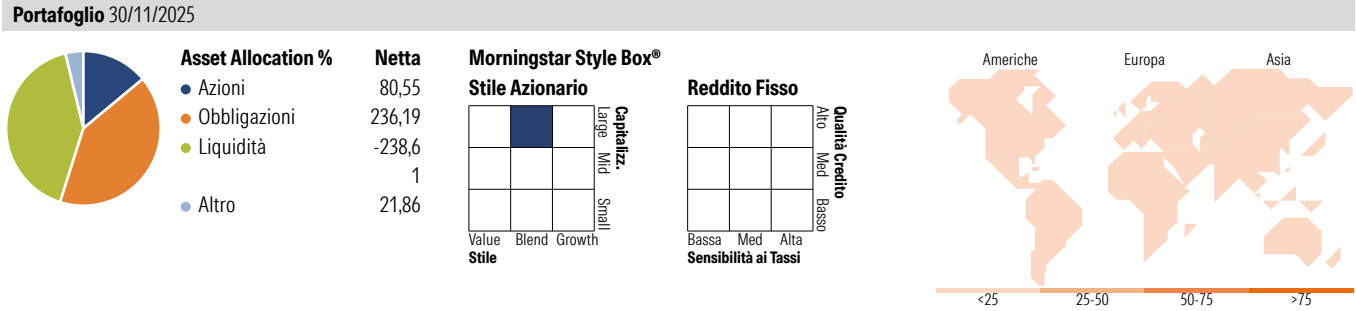 Portafoglio 30/11/2025
Asset Allocation % Netta
Azioni 80,55
Obbligazioni 236,19
Liquidità -238,6
1
Altro 21,86
Morningstar Style Box®
Stile Azionario
Large Mid Small
Capitalizz.
Value Blend Growth
Stile
Reddito Fisso
Alto Med Basso
Qualità Credito
Bassa Med Alta
Sensibilità ai Tassi
Americhe Europa Asia
<25 25-50 50-75 >75